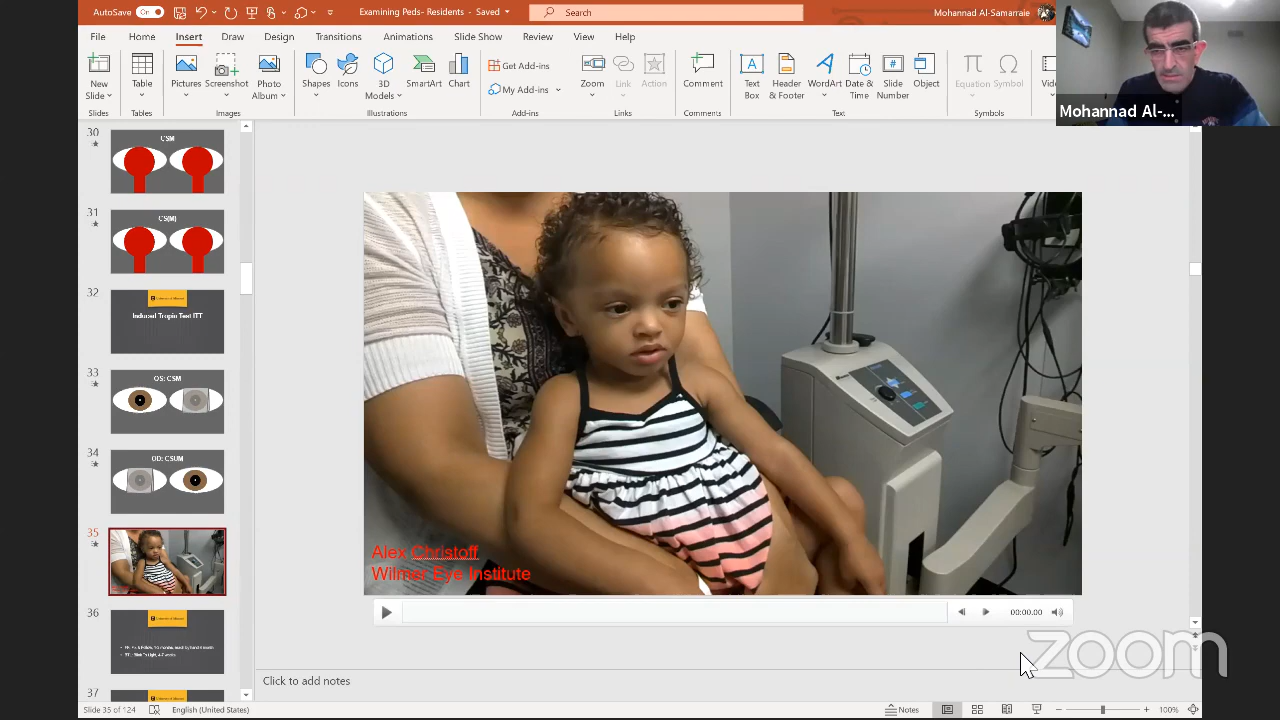 AutoSave On
Examining Peds- Residents - Saved
Search
Mohannad Al-Samarraie
File Home Insert Draw Design Transitions Animations Slide Show Review View Help
New Slide
Table
Pictures
Screenshot
Photo Album
Shapes
Icons
3D Models
SmartArt
Chart
Get Add-ins
My Add-ins
Zoom
Link
Action
Comment
Text Box
Header & Footer
WordArt
Date & Time
Slide Number
Object
Equation
Symbol
Slides
Tables
Images
Illustrations
Add-ins
Links
Comments
Text
Symbols
Mohannad Al-...
30
CSM
31
CS(M)
32
Induced Tropia Test ITT
33
OS: CSM
34
OD: CSUM
35
36
37
Alex Christoff
Wilmer Eye Institute
00:00.00
zoom
Click to add notes
Slide 35 of 124
English (United States)
Notes
100%